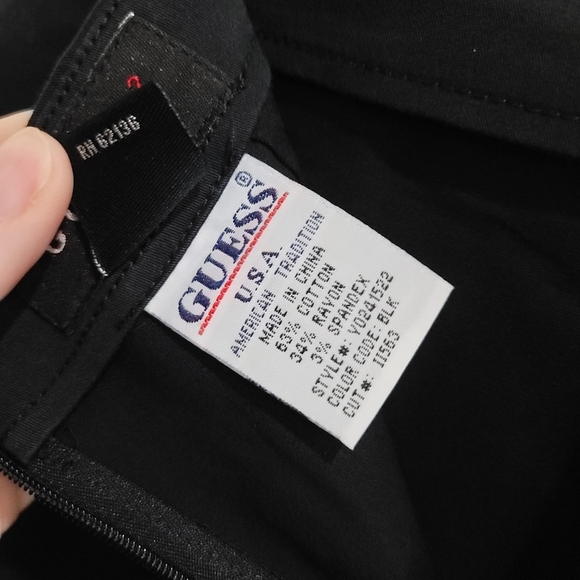 RN 62136
GUESS®
U.S.A.
AMERICAN TRADITION
MADE IN CHINA
63% COTTON
34% RAYON
3% SPANDEX
STYLE#: Y0241522
COLOR CODE: BLK
CUT#: 11563